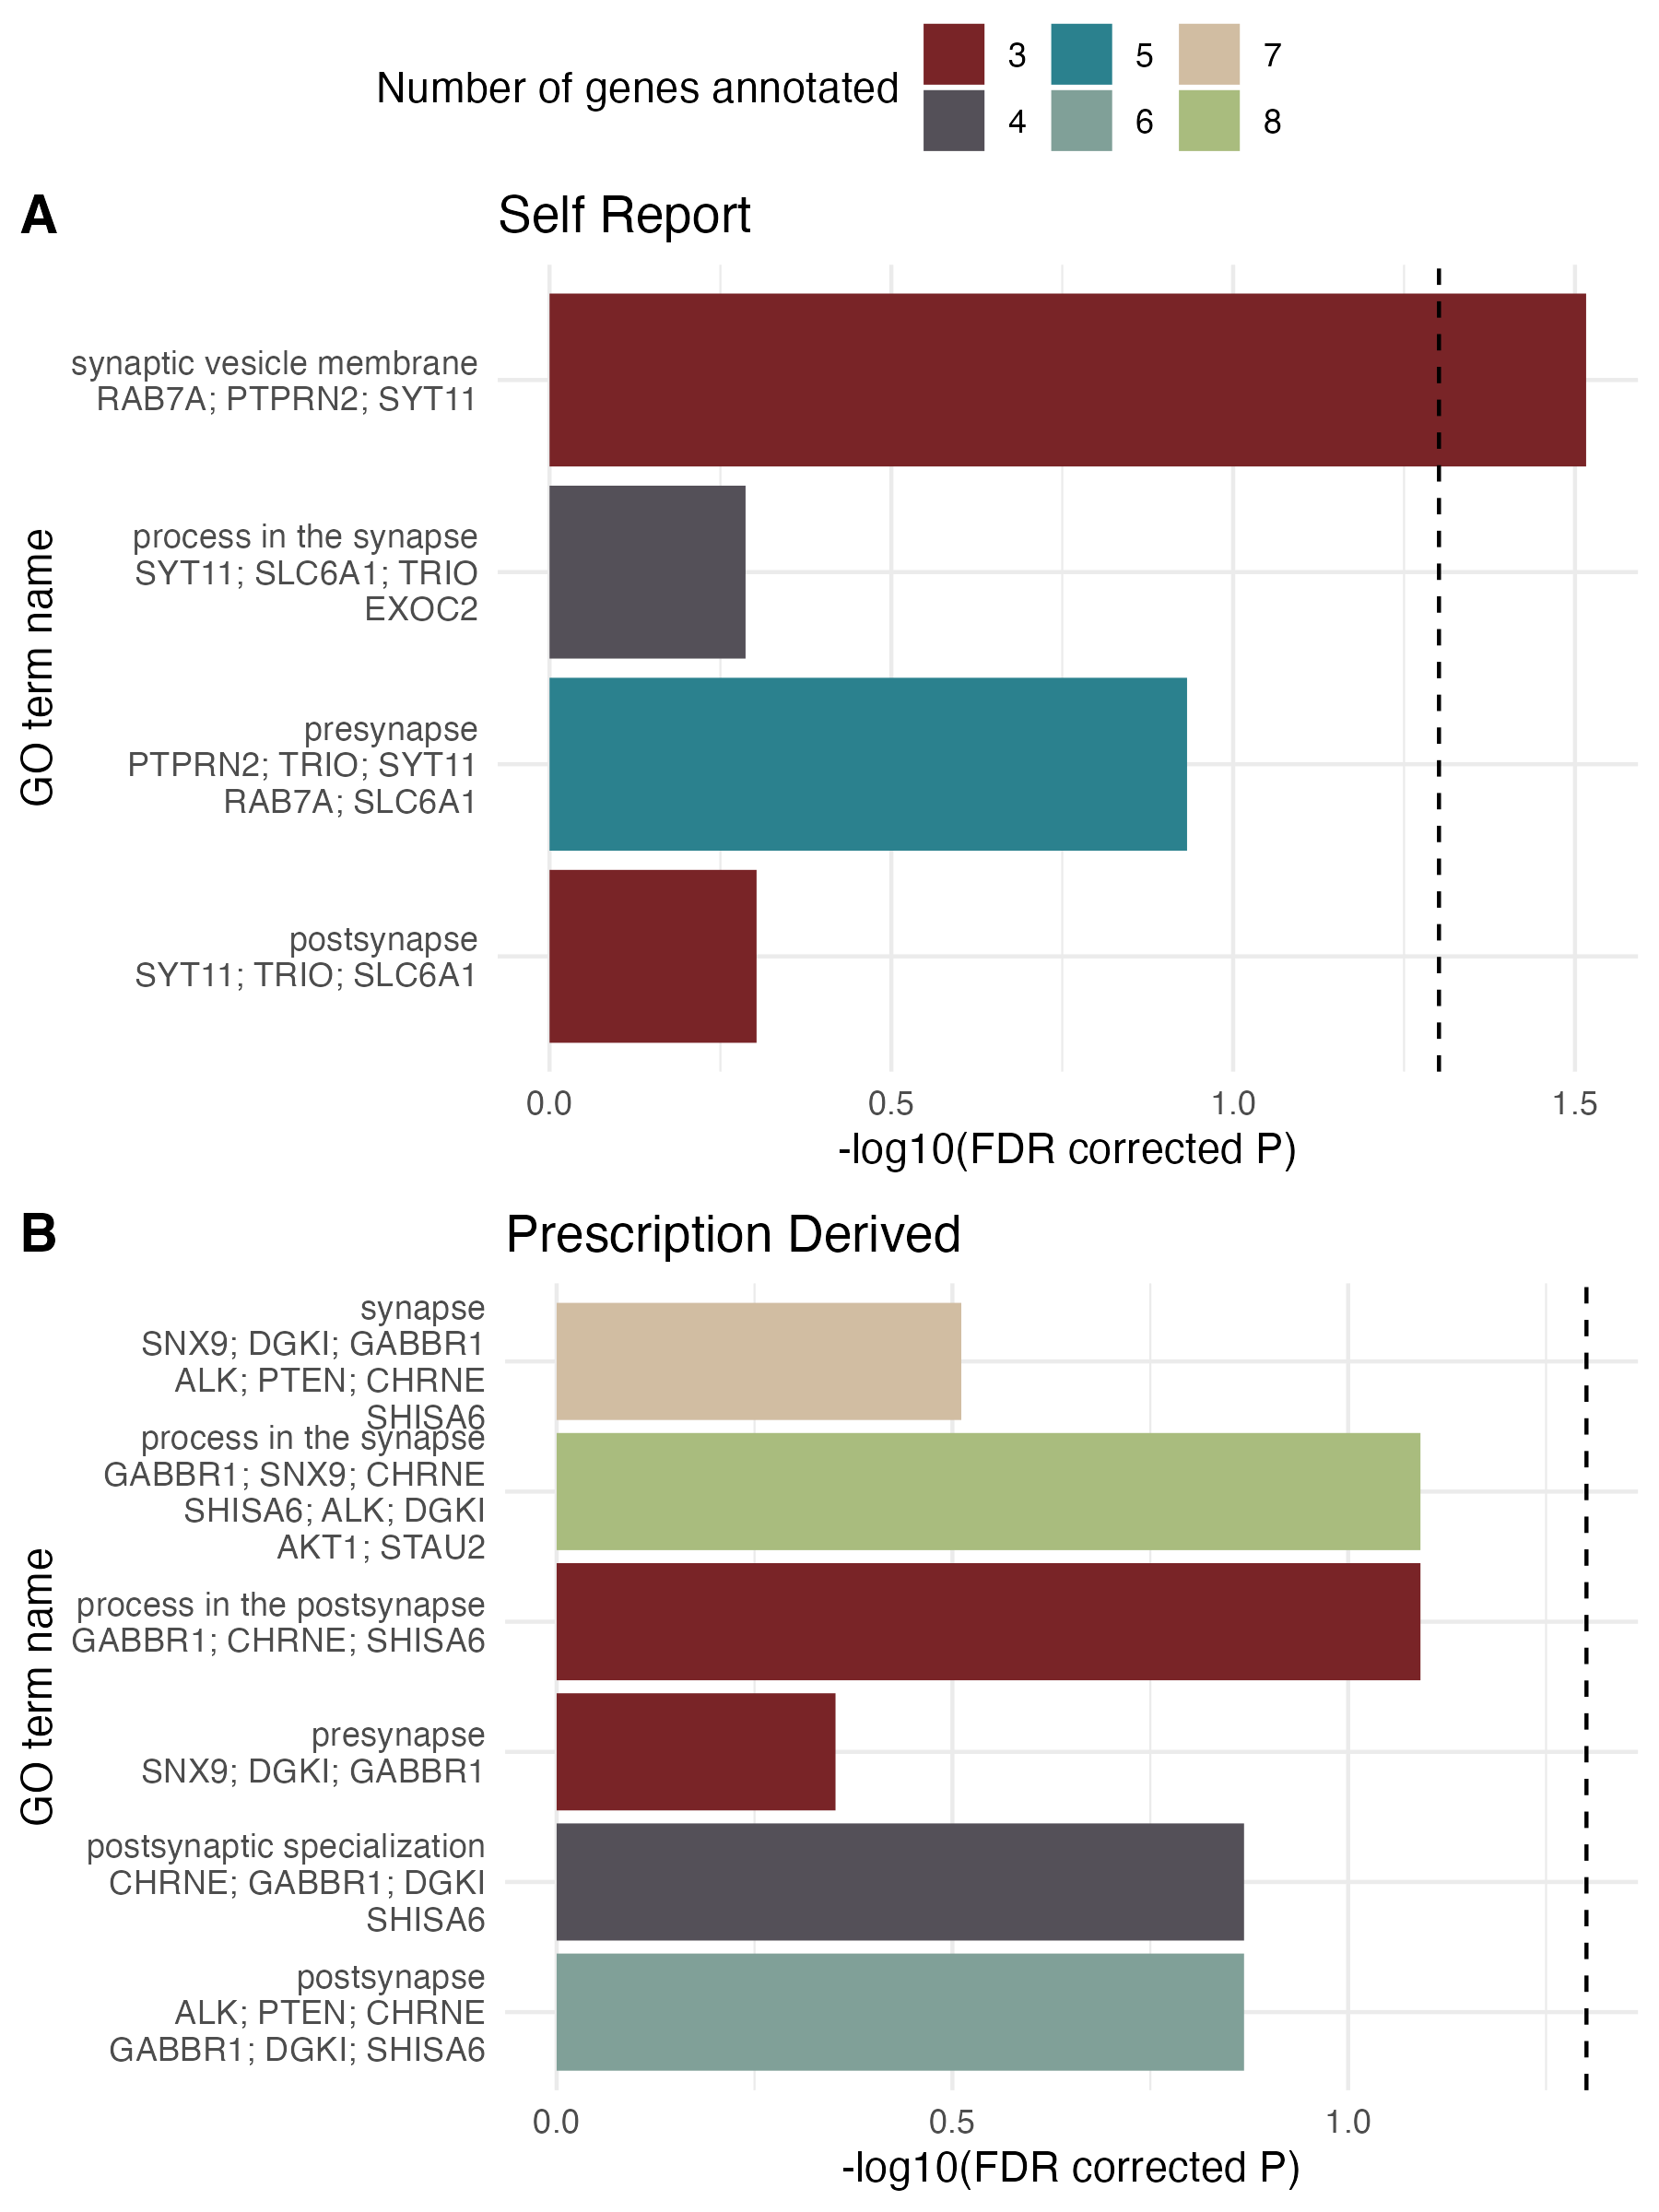 Number of genes annotated
3
5
7
4
6
8
A
Self Report
GO term name
synaptic vesicle membrane
RAB7A; PTPRN2; SYT11
process in the synapse
SYT11; SLC6A1; TRIO
EXOC2
presynapse
PTPRN2; TRIO; SYT11
RAB7A; SLC6A1
postsynapse
SYT11; TRIO; SLC6A1
0.0 0.5 1.0 1.5
-log10(FDR corrected P)
B
Prescription Derived
GO term name
synapse
SNX9; DGKI; GABBR1
ALK; PTEN; CHRNE
SHISA6
process in the synapse
GABBR1; SNX9; CHRNE
SHISA6; ALK; DGKI
AKT1; STAU2
process in the postsynapse
GABBR1; CHRNE; SHISA6
presynapse
SNX9; DGKI; GABBR1
postsynaptic specialization
CHRNE; GABBR1; DGKI
SHISA6
postsynapse
ALK; PTEN; CHRNE
GABBR1; DGKI; SHISA6
0.0 0.5 1.0
-log10(FDR corrected P)